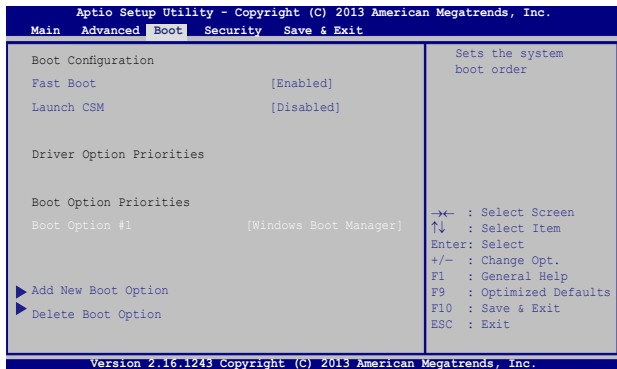 Aptio Setup Utility - Copyright (C) 2013 American Megatrends, Inc.
Main Advanced Boot Security Save & Exit
Boot Configuration
Fast Boot [Enabled]
Launch CSM [Disabled]
Driver Option Priorities
Boot Option Priorities
Boot Option #1 [Windows Boot Manager]
Add New Boot Option
Delete Boot Option
Sets the system
boot order
→← : Select Screen
↑↓ : Select Item
Enter: Select
+/— : Change Opt.
F1 : General Help
F9 : Optimized Defaults
F10 : Save & Exit
ESC : Exit
Version 2.16.1243 Copyright (C) 2013 American Megatrends, Inc.